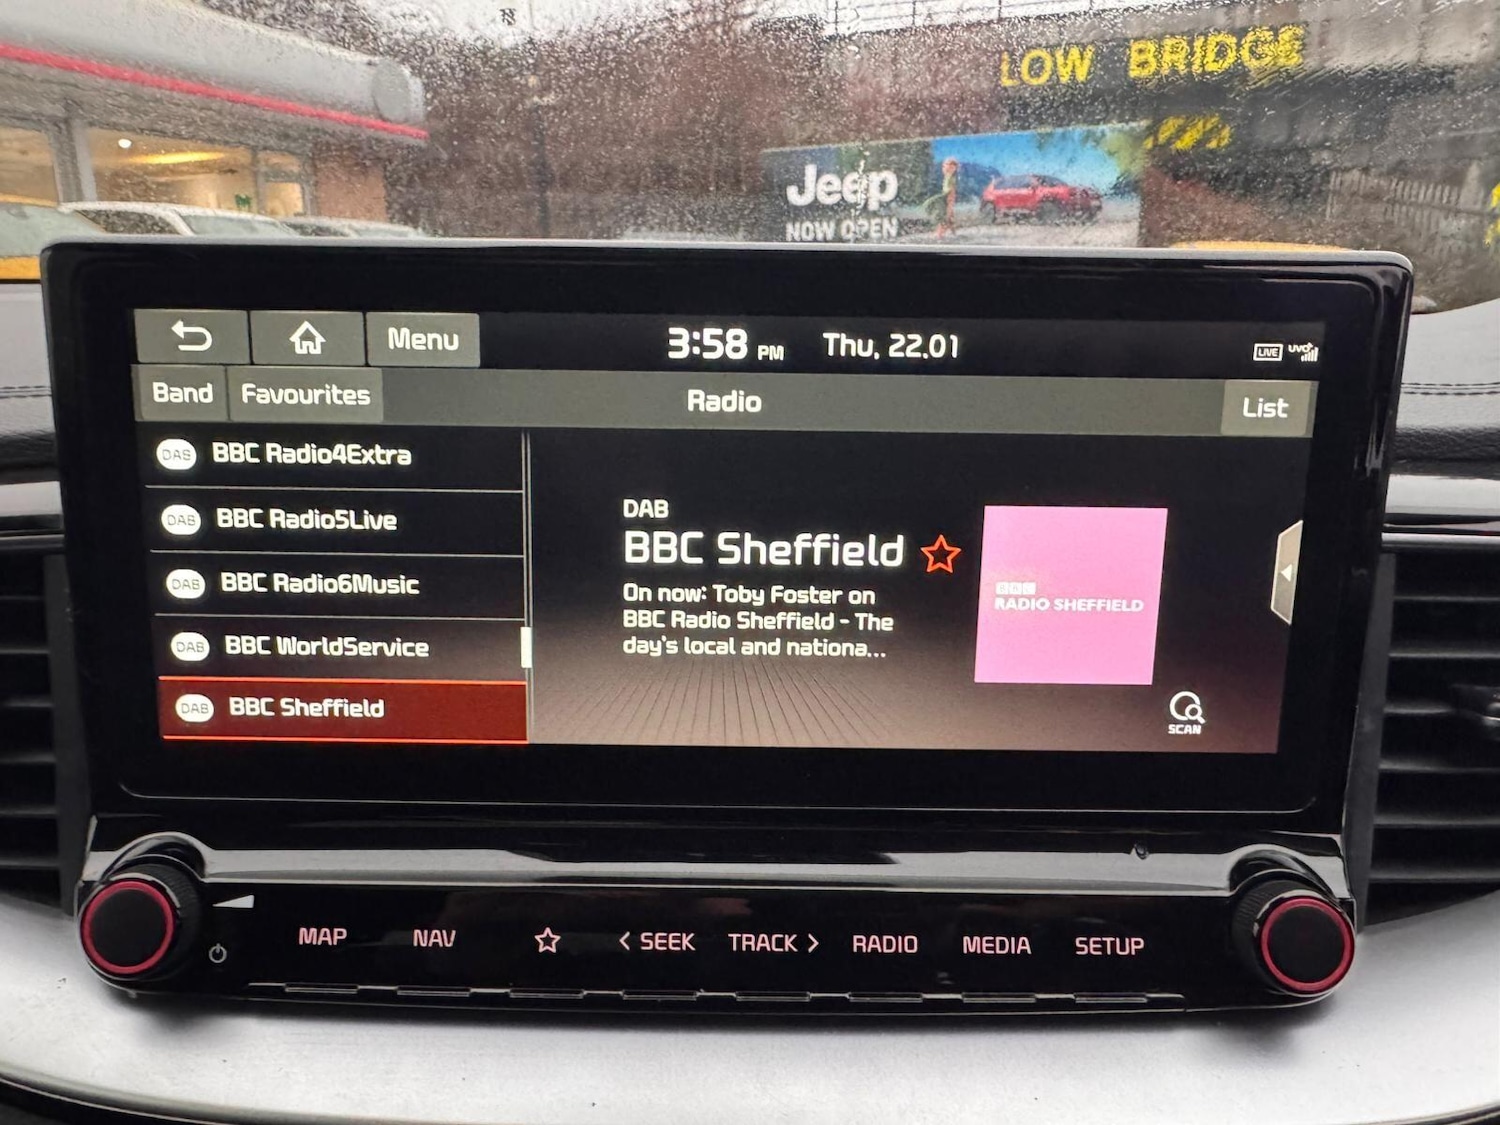 LOW BRIDGE
Jeep
NOW OPEN
Menu
3:58 PM
Thu, 22.01
LIVE
UVO
Band
Favourites
Radio
List
DAB BBC Radio4Extra
DAB BBC Radio5Live
DAB BBC Radio6Music
DAB BBC WorldService
DAB BBC Sheffield
DAB
BBC Sheffield
On now: Toby Foster on
BBC Radio Sheffield - The
day's local and nationa...
BBC
RADIO SHEFFIELD
SCAN
MAP
NAV
< SEEK
TRACK >
RADIO
MEDIA
SETUP